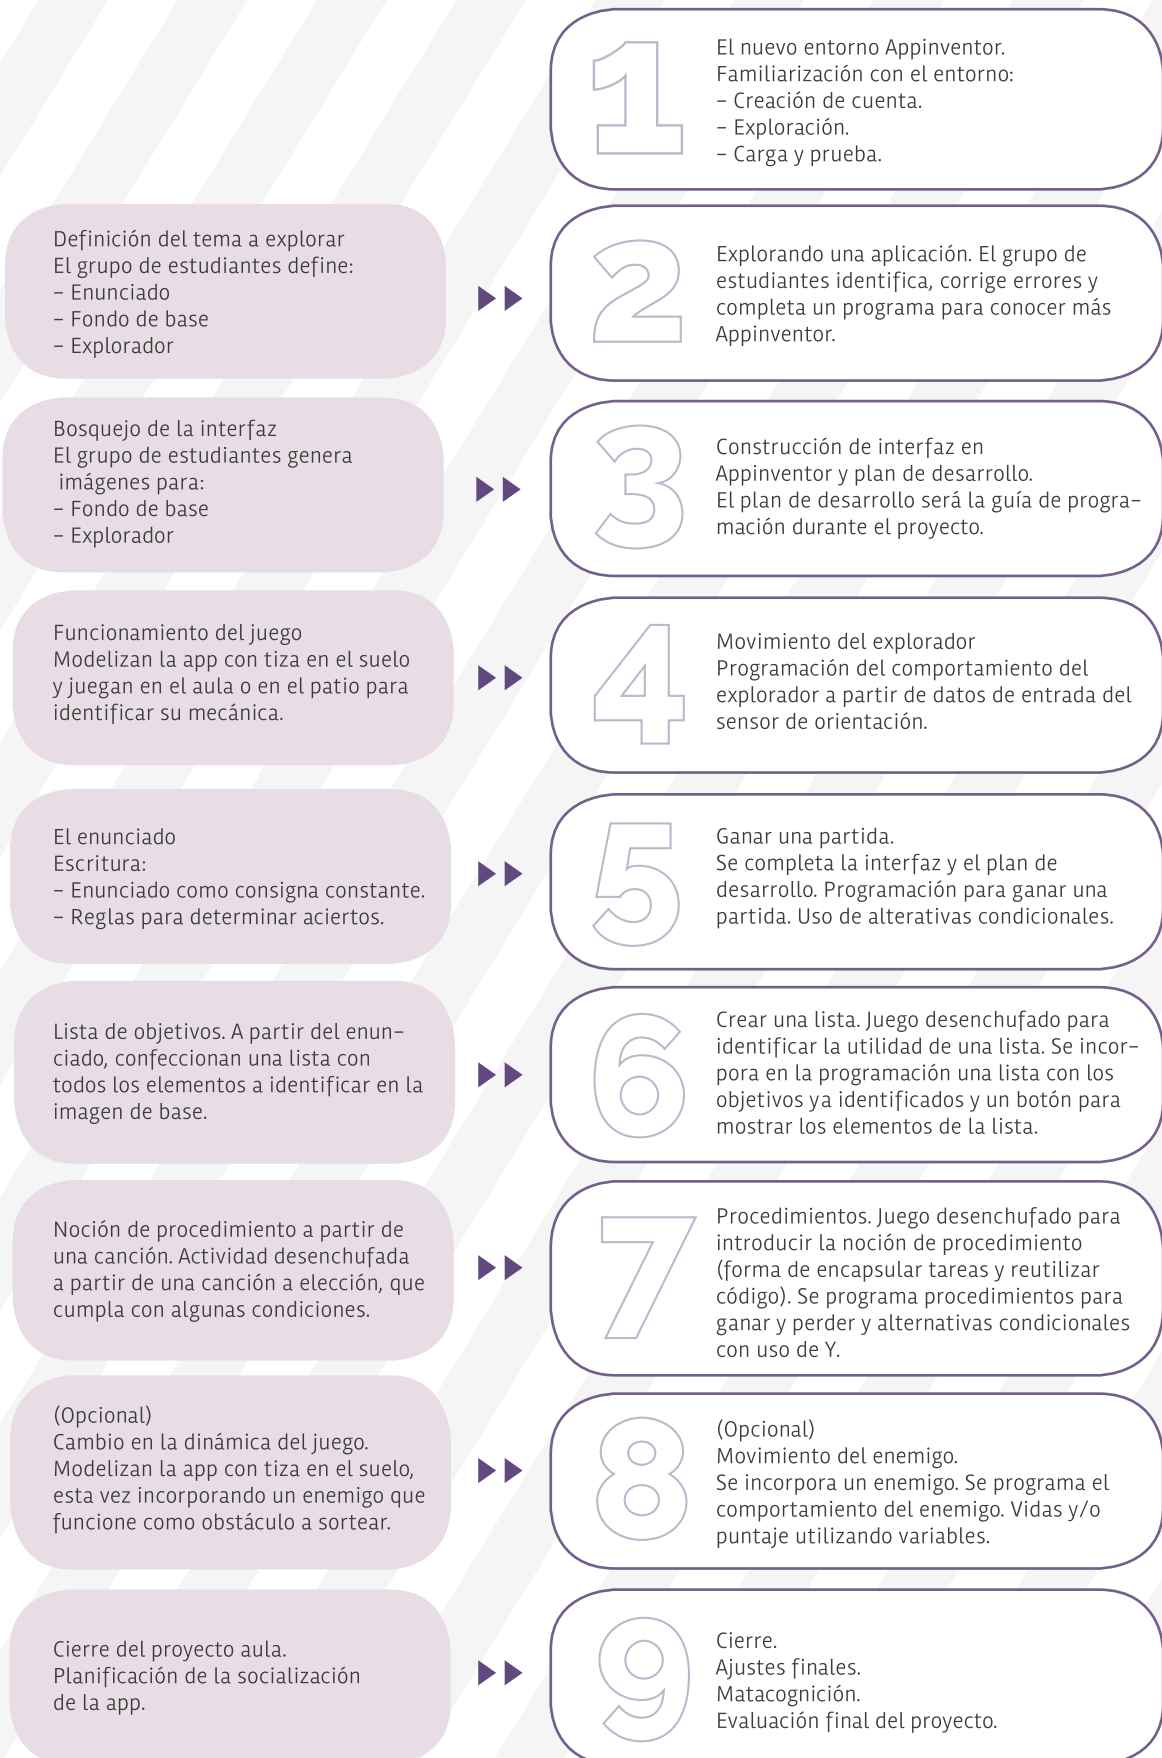 1
El nuevo entorno Appinventor.
Familiarización con el entorno:
– Creación de cuenta.
– Exploración.
– Carga y prueba.
Definición del tema a explorar
El grupo de estudiantes define:
– Enunciado
– Fondo de base
– Explorador
2
Explorando una aplicación. El grupo de
estudiantes identifica, corrige errores y
completa un programa para conocer más
Appinventor.
Bosquejo de la interfaz
El grupo de estudiantes genera
imágenes para:
– Fondo de base
– Explorador
3
Construcción de interfaz en
Appinventor y plan de desarrollo.
El plan de desarrollo será la guía de progra–
mación durante el proyecto.
Funcionamiento del juego
Modelizan la app con tiza en el suelo
y juegan en el aula o en el patio para
identificar su mecánica.
4
Movimiento del explorador
Programación del comportamiento del
explorador a partir de datos de entrada del
sensor de orientación.
El enunciado
Escritura:
– Enunciado como consigna constante.
– Reglas para determinar aciertos.
5
Ganar una partida.
Se completa la interfaz y el plan de
desarrollo. Programación para ganar una
partida. Uso de alterativas condicionales.
Lista de objetivos. A partir del enun–
ciado, confeccionan una lista con
todos los elementos a identificar en la
imagen de base.
6
Crear una lista. Juego desenchufado para
identificar la utilidad de una lista. Se incor–
pora en la programación una lista con los
objetivos ya identificados y un botón para
mostrar los elementos de la lista.
Noción de procedimiento a partir de
una canción. Actividad desenchufada
a partir de una canción a elección, que
cumpla con algunas condiciones.
7
Procedimientos. Juego desenchufado para
introducir la noción de procedimiento
(forma de encapsular tareas y reutilizar
código). Se programa procedimientos para
ganar y perder y alternativas condicionales
con uso de Y.
(Opcional)
Cambio en la dinámica del juego.
Modelizan la app con tiza en el suelo,
esta vez incorporando un enemigo que
funcione como obstáculo a sortear.
8
(Opcional)
Movimiento del enemigo.
Se incorpora un enemigo. Se programa el
comportamiento del enemigo. Vidas y/o
puntaje utilizando variables.
Cierre del proyecto aula.
Planificación de la socialización
de la app.
9
Cierre.
Ajustes finales.
Matacognición.
Evaluación final del proyecto.